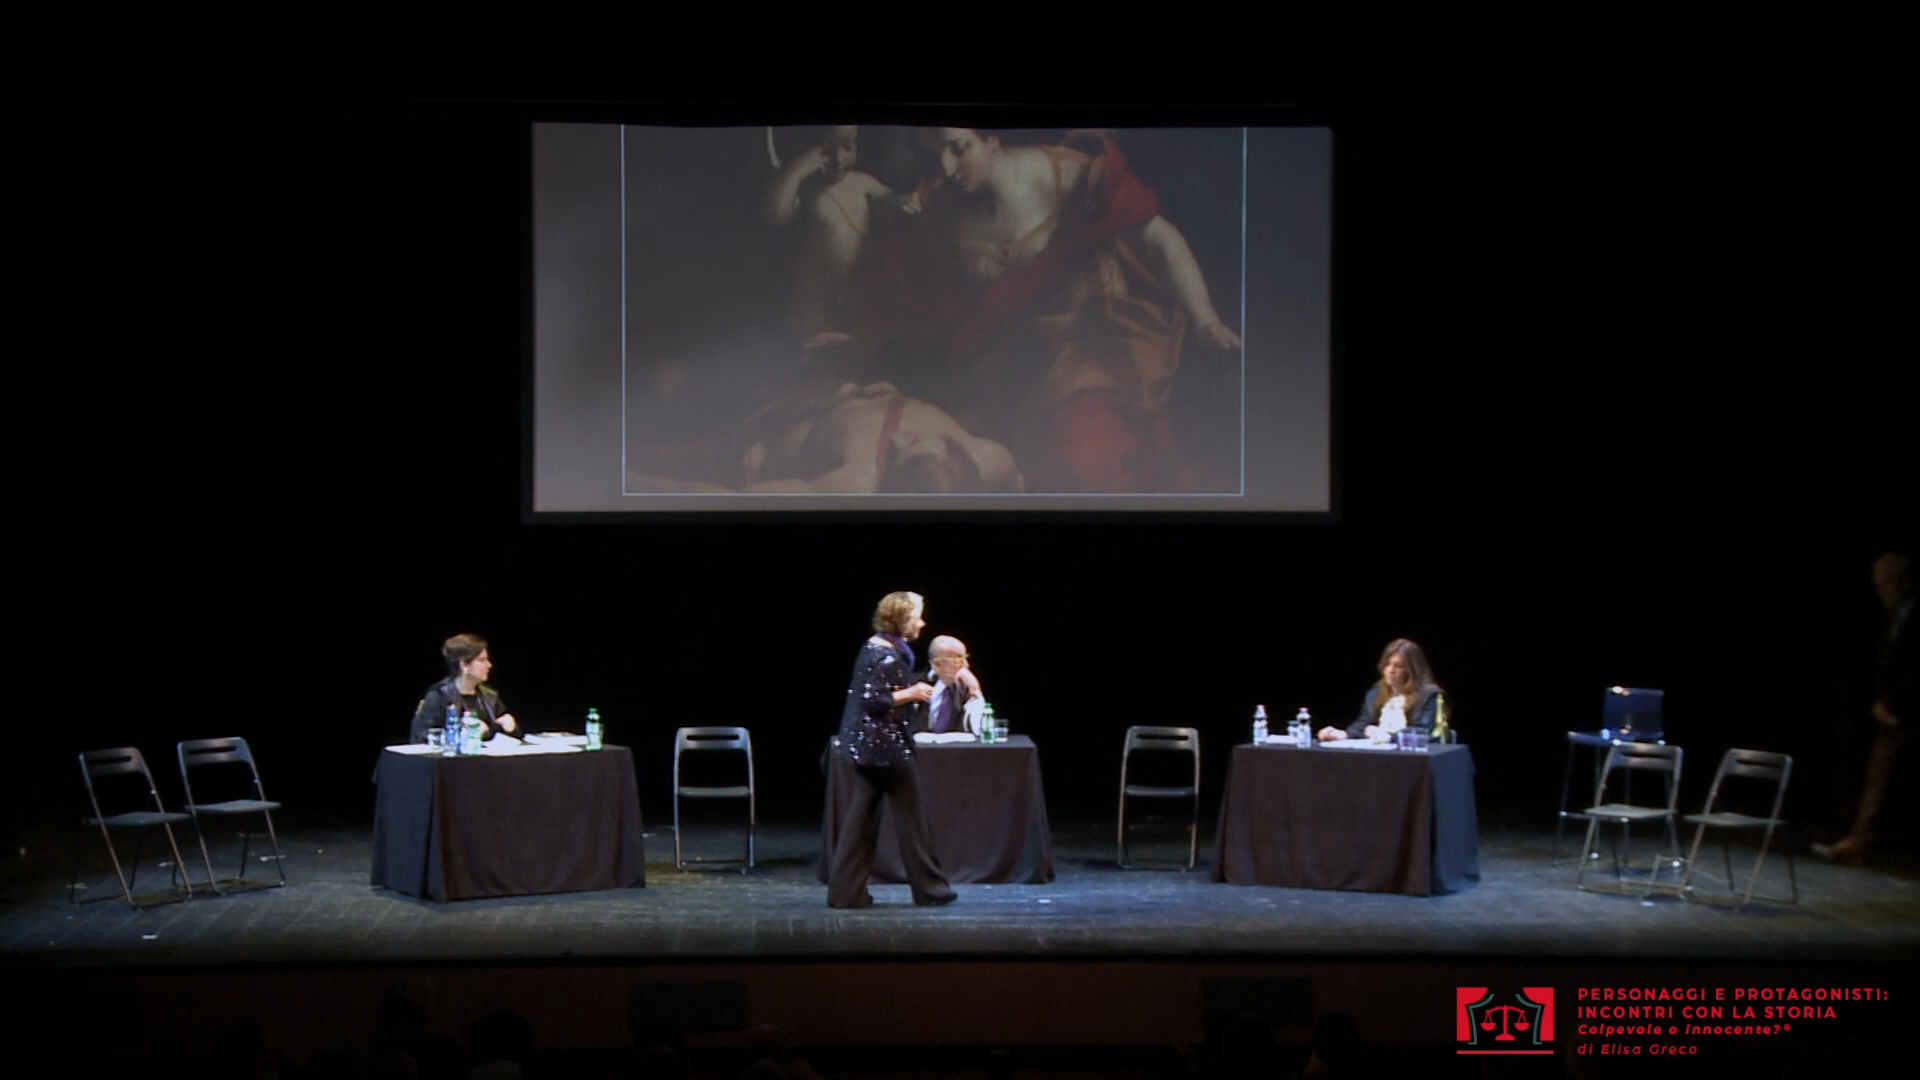 PERSONAGGI E PROTAGONISTI:
INCONTRI CON LA STORIA
Colpevole o innocente?®
di Elisa Greco